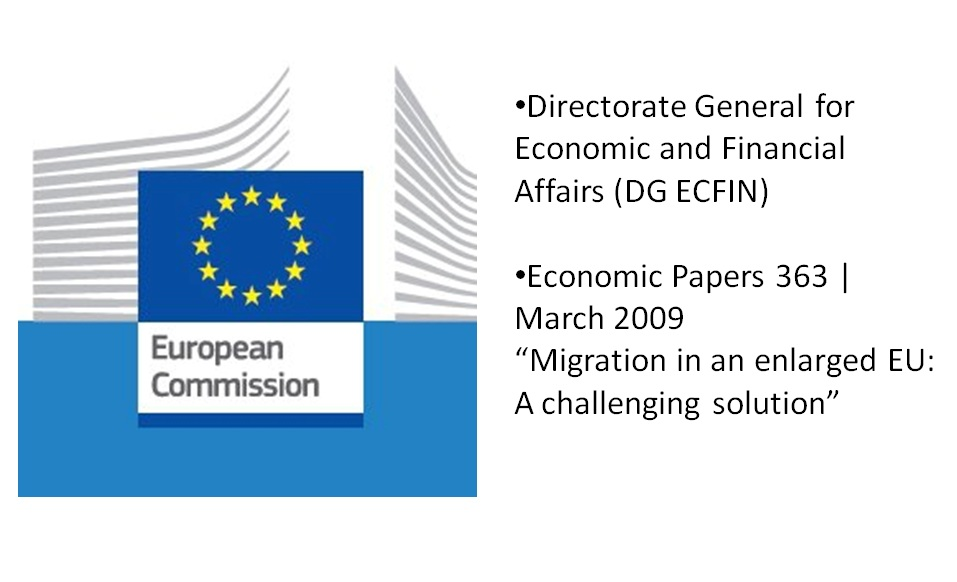 •Directorate General for
Economic and Financial
Affairs (DG ECFIN)
•Economic Papers 363 |
March 2009
“Migration in an enlarged EU:
A challenging solution”
European
Commission